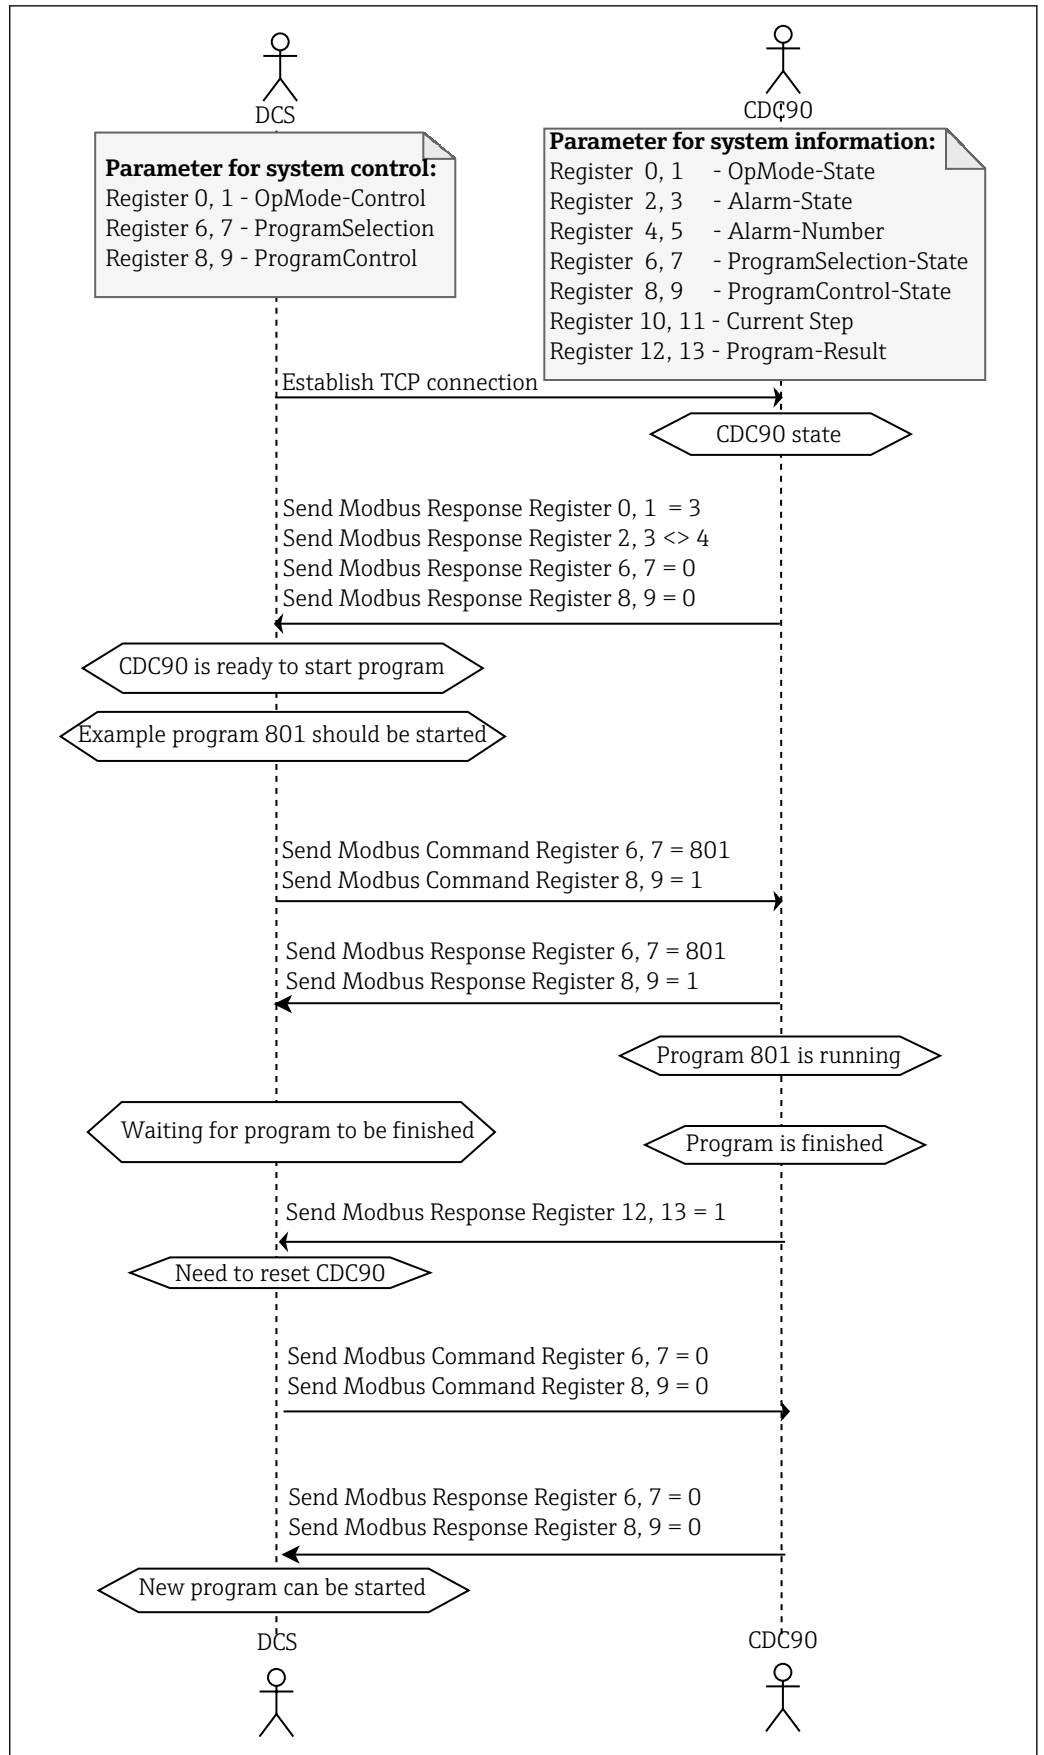 DCS
CDC90
Parameter for system control:
Register 0, 1 - OpMode-Control
Register 6, 7 - ProgramSelection
Register 8, 9 - ProgramControl
Parameter for system information:
Register 0, 1 - OpMode-State
Register 2, 3 - Alarm-State
Register 4, 5 - Alarm-Number
Register 6, 7 - ProgramSelection-State
Register 8, 9 - ProgramControl-State
Register 10, 11 - Current Step
Register 12, 13 - Program-Result
Establish TCP connection
CDC90 state
Send Modbus Response Register 0, 1 = 3
Send Modbus Response Register 2, 3 <> 4
Send Modbus Response Register 6, 7 = 0
Send Modbus Response Register 8, 9 = 0
CDC90 is ready to start program
Example program 801 should be started
Send Modbus Command Register 6, 7 = 801
Send Modbus Command Register 8, 9 = 1
Send Modbus Response Register 6, 7 = 801
Send Modbus Response Register 8, 9 = 1
Program 801 is running
Waiting for program to be finished
Program is finished
Send Modbus Response Register 12, 13 = 1
Need to reset CDC90
Send Modbus Command Register 6, 7 = 0
Send Modbus Command Register 8, 9 = 0
Send Modbus Response Register 6, 7 = 0
Send Modbus Response Register 8, 9 = 0
New program can be started
DCS
CDC90